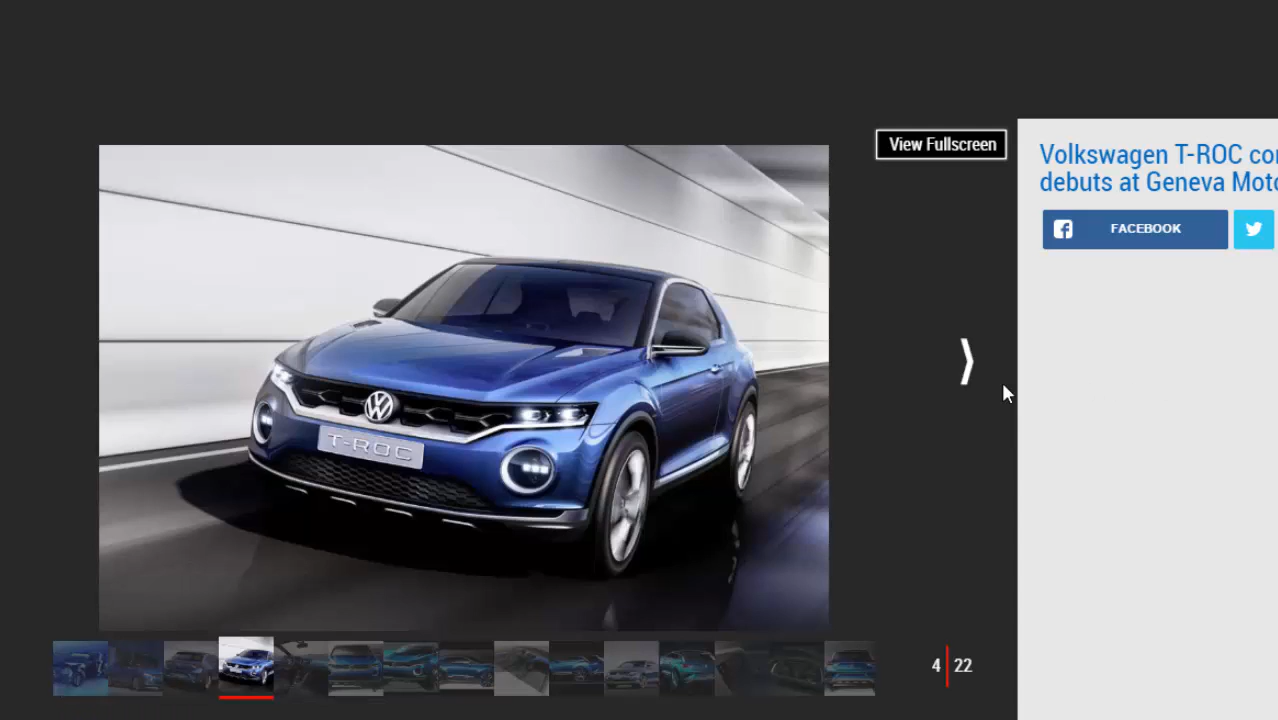 View Fullscreen
Volkswagen T-ROC co
debuts at Geneva Moto
FACEBOOK
T-ROC
4 22